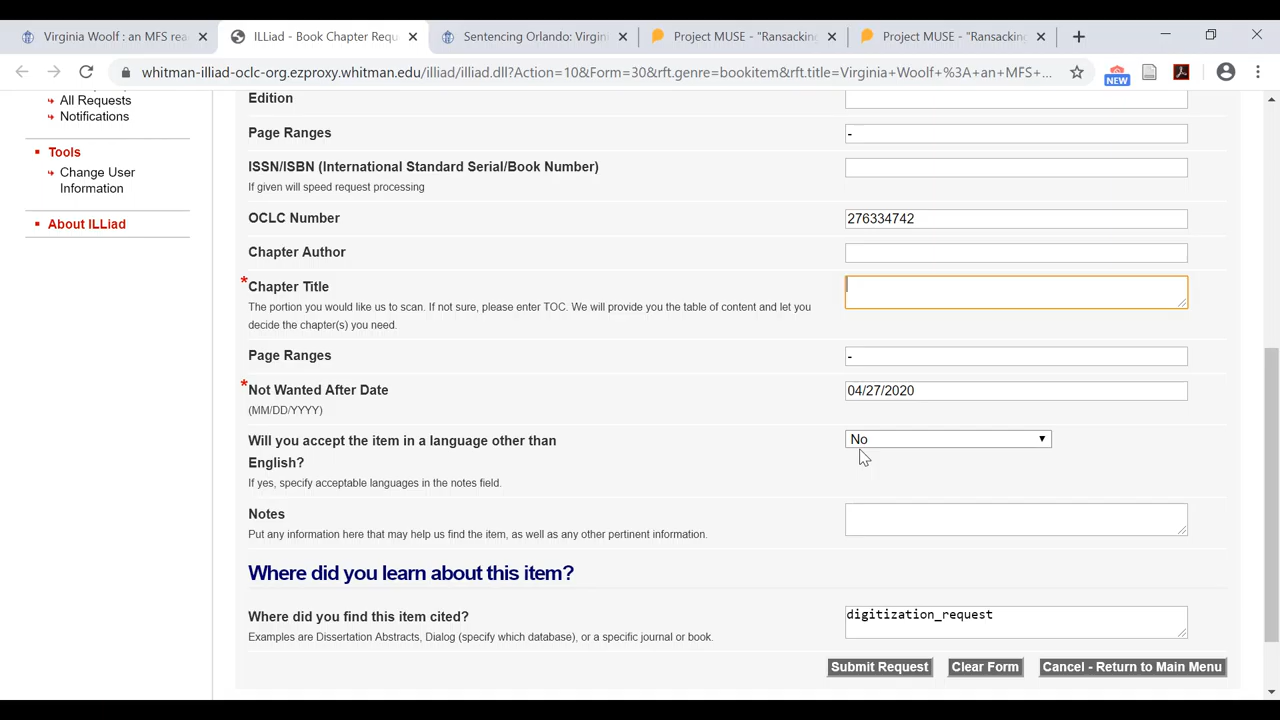 Virginia Woolf : an MFS rea
ILLiad - Book Chapter Requ
Sentencing Orlando: Virgin
Project MUSE - "Ransacking
Project MUSE - "Ransacking
whitman-illiad-oclc-org.ezproxy.whitman.edu/illiad/illiad.dll?Action=10&Form=30&rft.genre=bookitem&rft.title=Virginia+Woolf+%3A+an+MFS+...
NEW
All Requests
Notifications
Tools
Change User
Information
About ILLiad
Edition
Page Ranges
-
ISSN/ISBN (International Standard Serial/Book Number)
If given will speed request processing
OCLC Number
276334742
Chapter Author
* Chapter Title
The portion you would like us to scan. If not sure, please enter TOC. We will provide you the table of content and let you
decide the chapter(s) you need.
Page Ranges
-
* Not Wanted After Date
04/27/2020
(MM/DD/YYYY)
Will you accept the item in a language other than
English?
No
If yes, specify acceptable languages in the notes field.
Notes
Put any information here that may help us find the item, as well as any other pertinent information.
Where did you learn about this item?
Where did you find this item cited?
digitization_request
Examples are Dissertation Abstracts, Dialog (specify which database), or a specific journal or book.
Submit Request
Clear Form
Cancel - Return to Main Menu